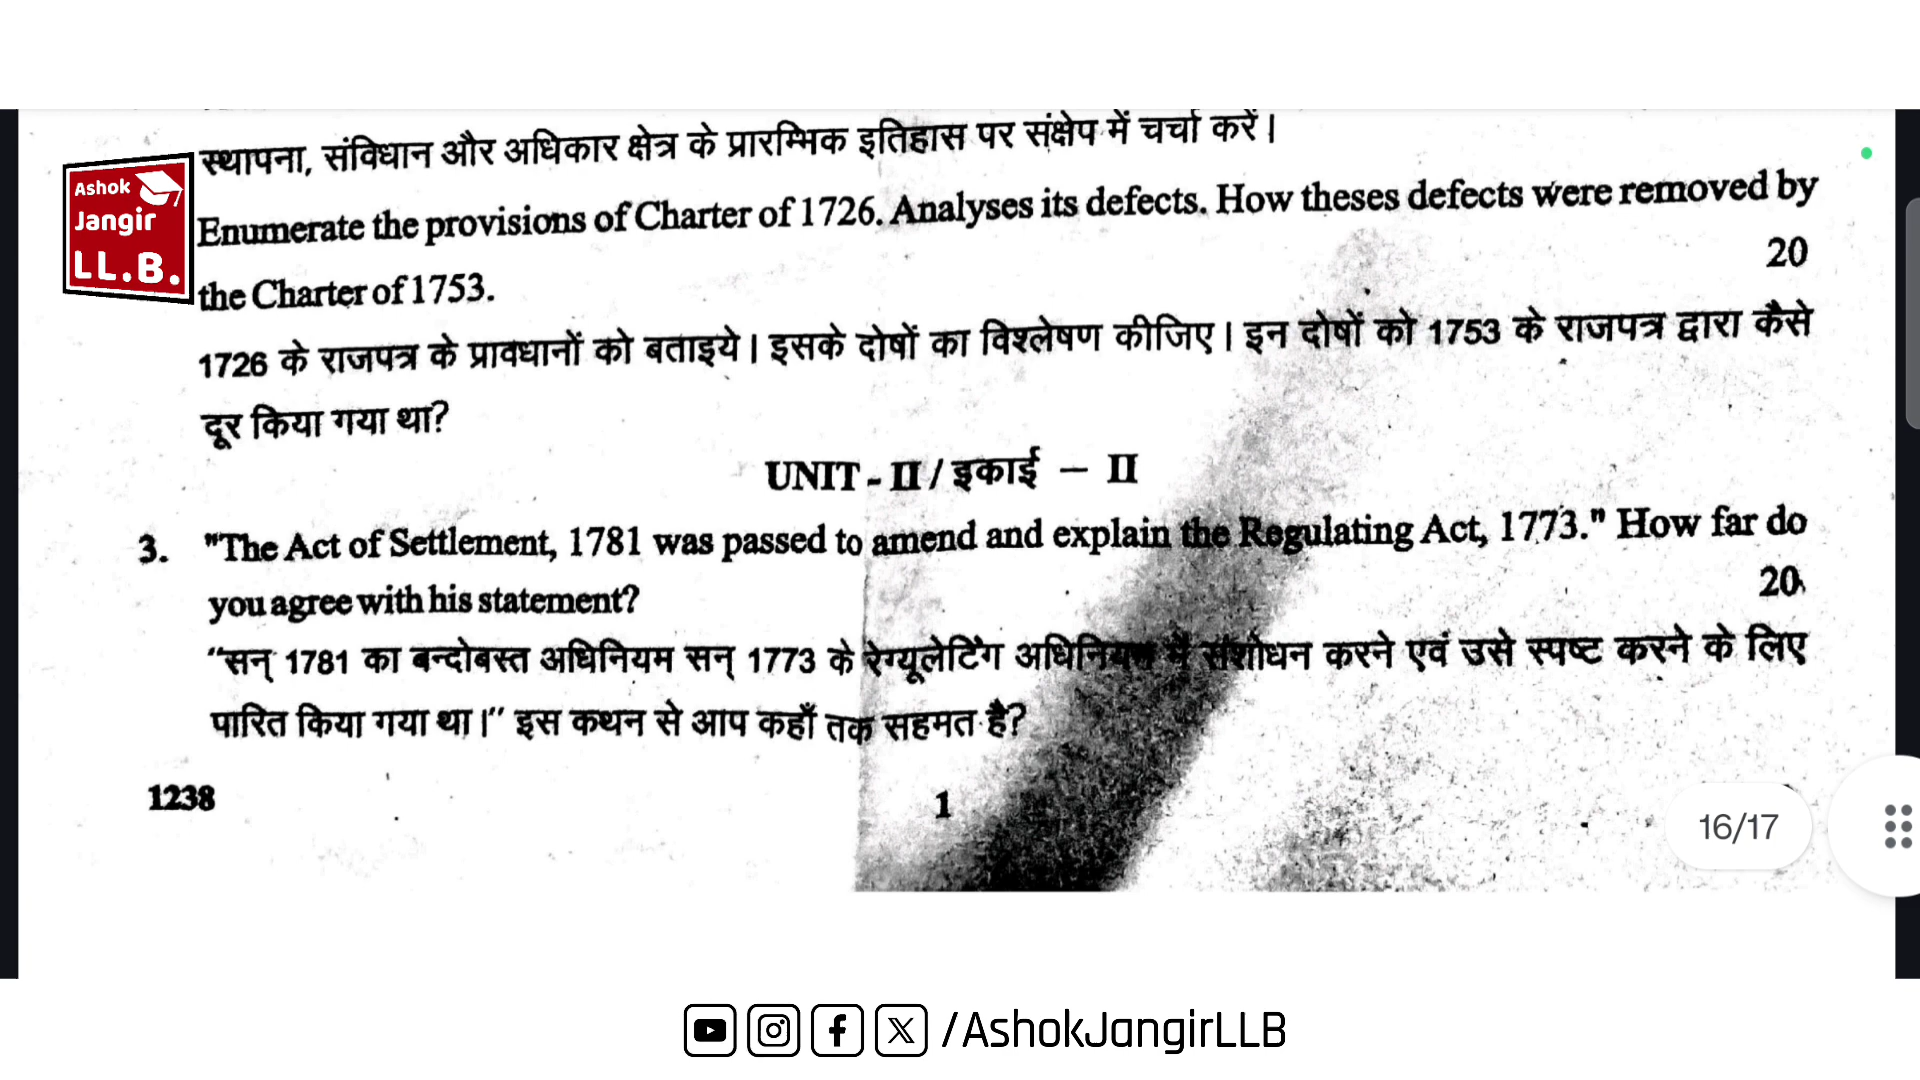 स्थापना, संविधान और अधिकार क्षेत्र के प्रारम्भिक इतिहास पर संक्षेप में चर्चा करें।
Ashok
Jangir
LL.B.
Enumerate the provisions of Charter of 1726. Analyses its defects. How theses defects were removed by
the Charter of 1753. 20
1726 के राजपत्र के प्रावधानों को बताइये। इसके दोषों का विश्लेषण कीजिए। इन दोषों को 1753 के राजपत्र द्वारा कैसे
दूर किया गया था?
UNIT - II / इकाई – II
3. "The Act of Settlement, 1781 was passed to amend and explain the Regulating Act, 1773." How far do
you agree with his statement? 20
“सन् 1781 का बन्दोबस्त अधिनियम सन् 1773 के रेग्यूलेटिंग अधिनियम में संशोधन करने एवं उसे स्पष्ट करने के लिए
पारित किया गया था।” इस कथन से आप कहाँ तक सहमत है?
1238 1
16/17
/AshokJangirLLB